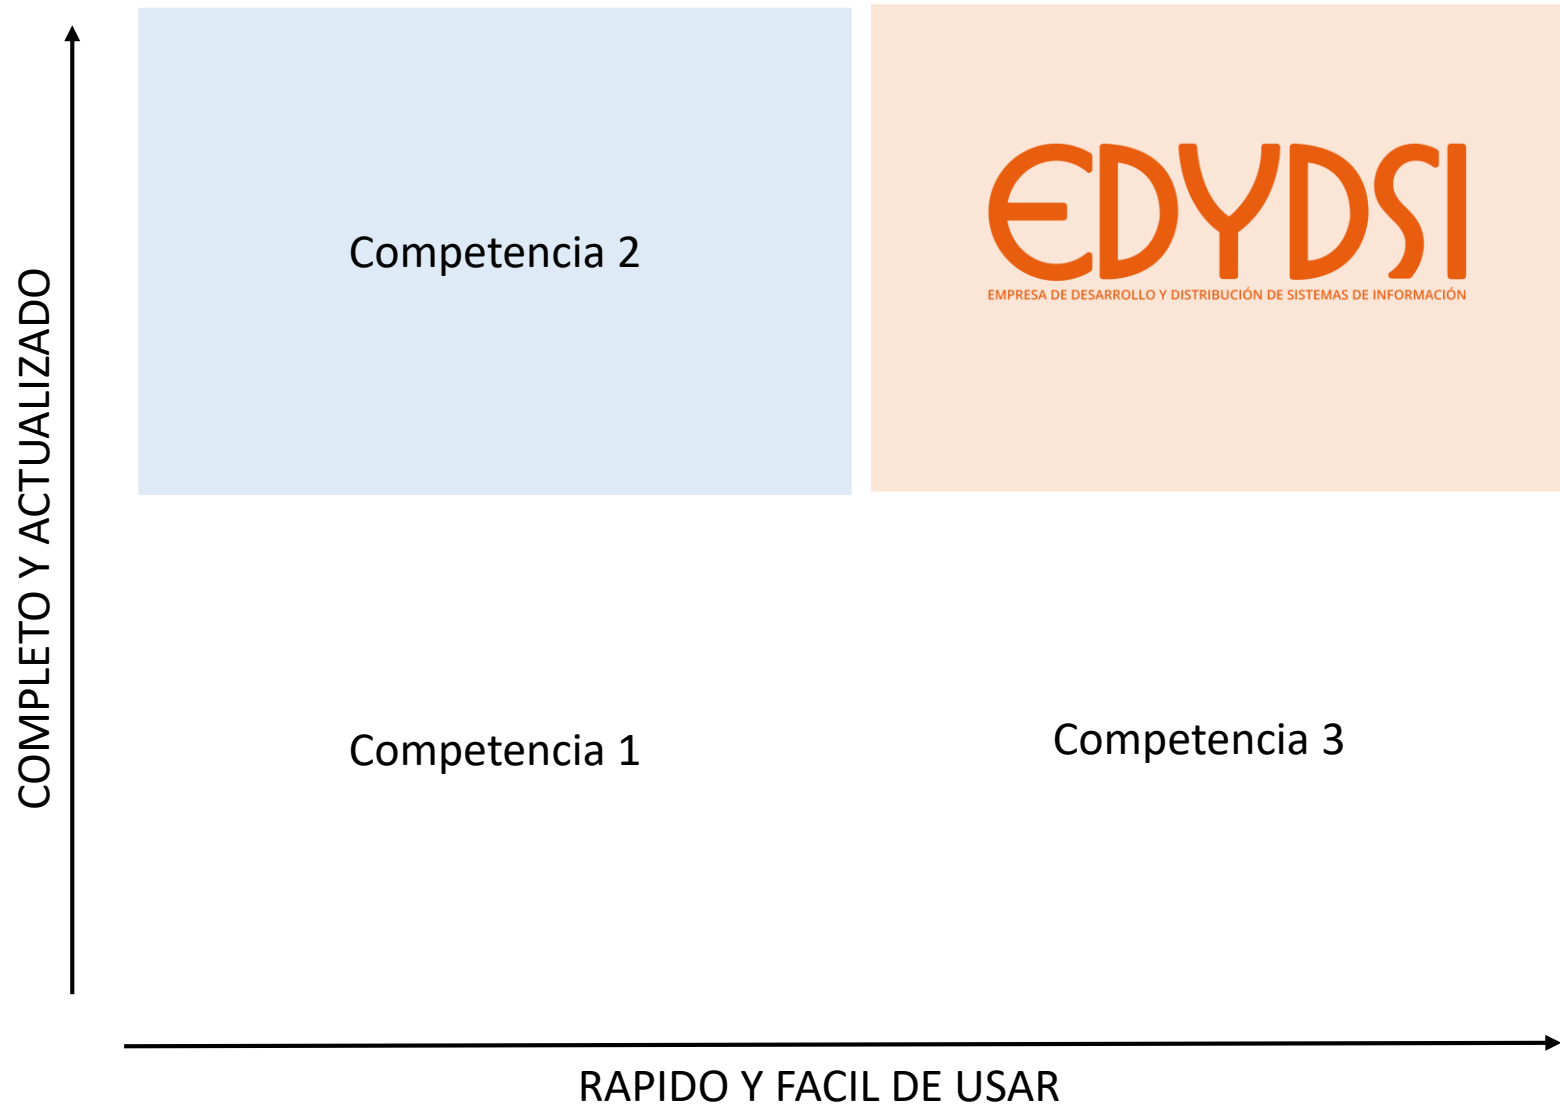 COMPLETO Y ACTUALIZADO
Competencia 2
EDYDSI
EMPRESA DE DESARROLLO Y DISTRIBUCIÓN DE SISTEMAS DE INFORMACIÓN
Competencia 1
Competencia 3
RAPIDO Y FACIL DE USAR